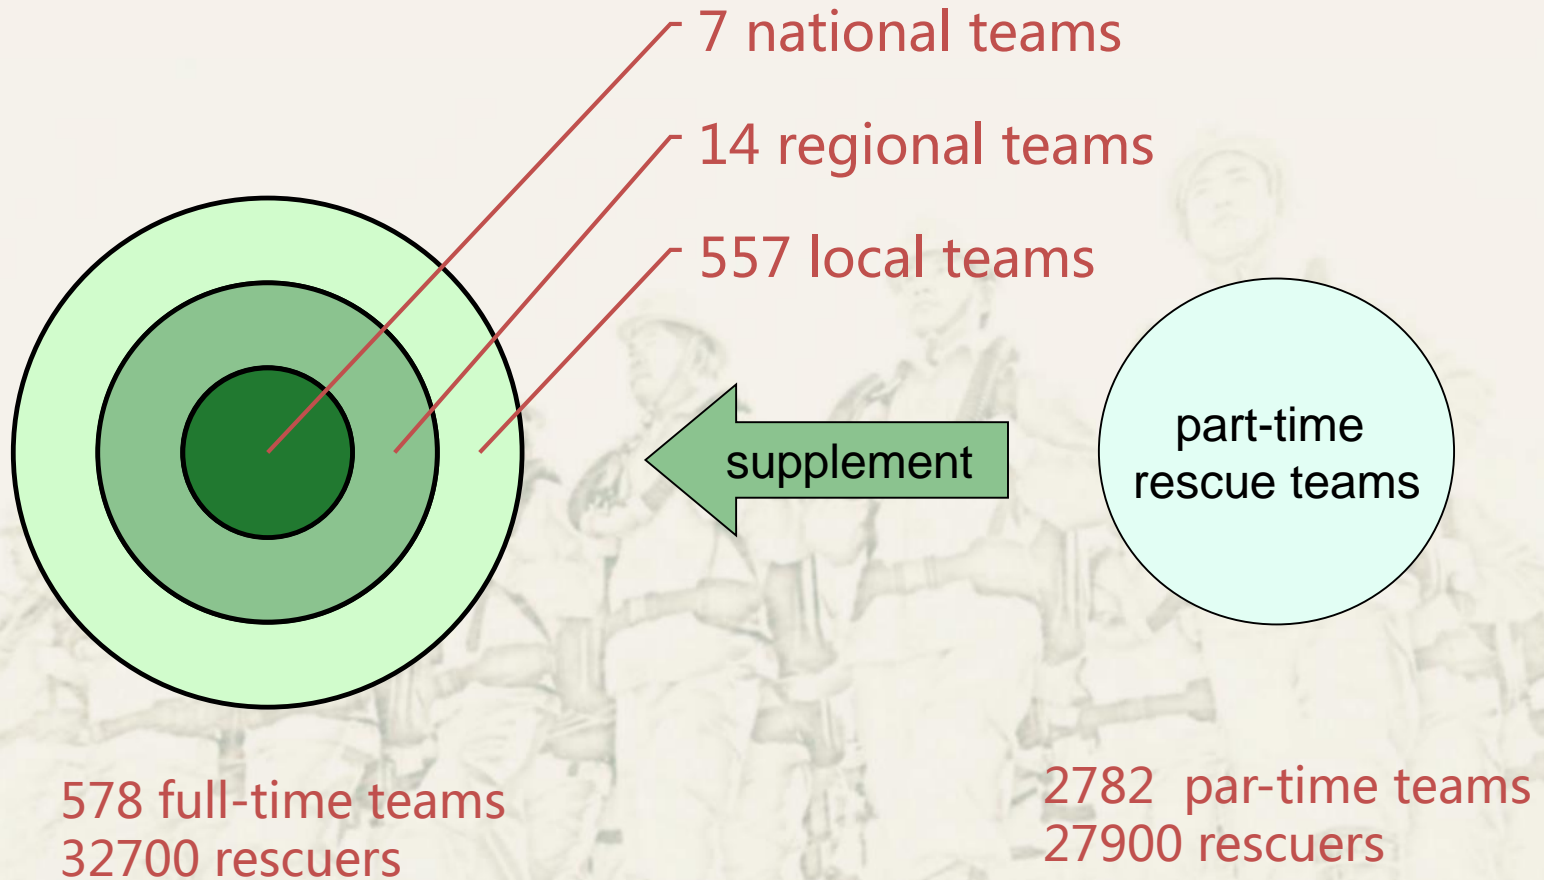 7 national teams
14 regional teams
557 local teams
supplement
part-time
rescue teams
578 full-time teams
32700 rescuers
2782 par-time teams
27900 rescuers